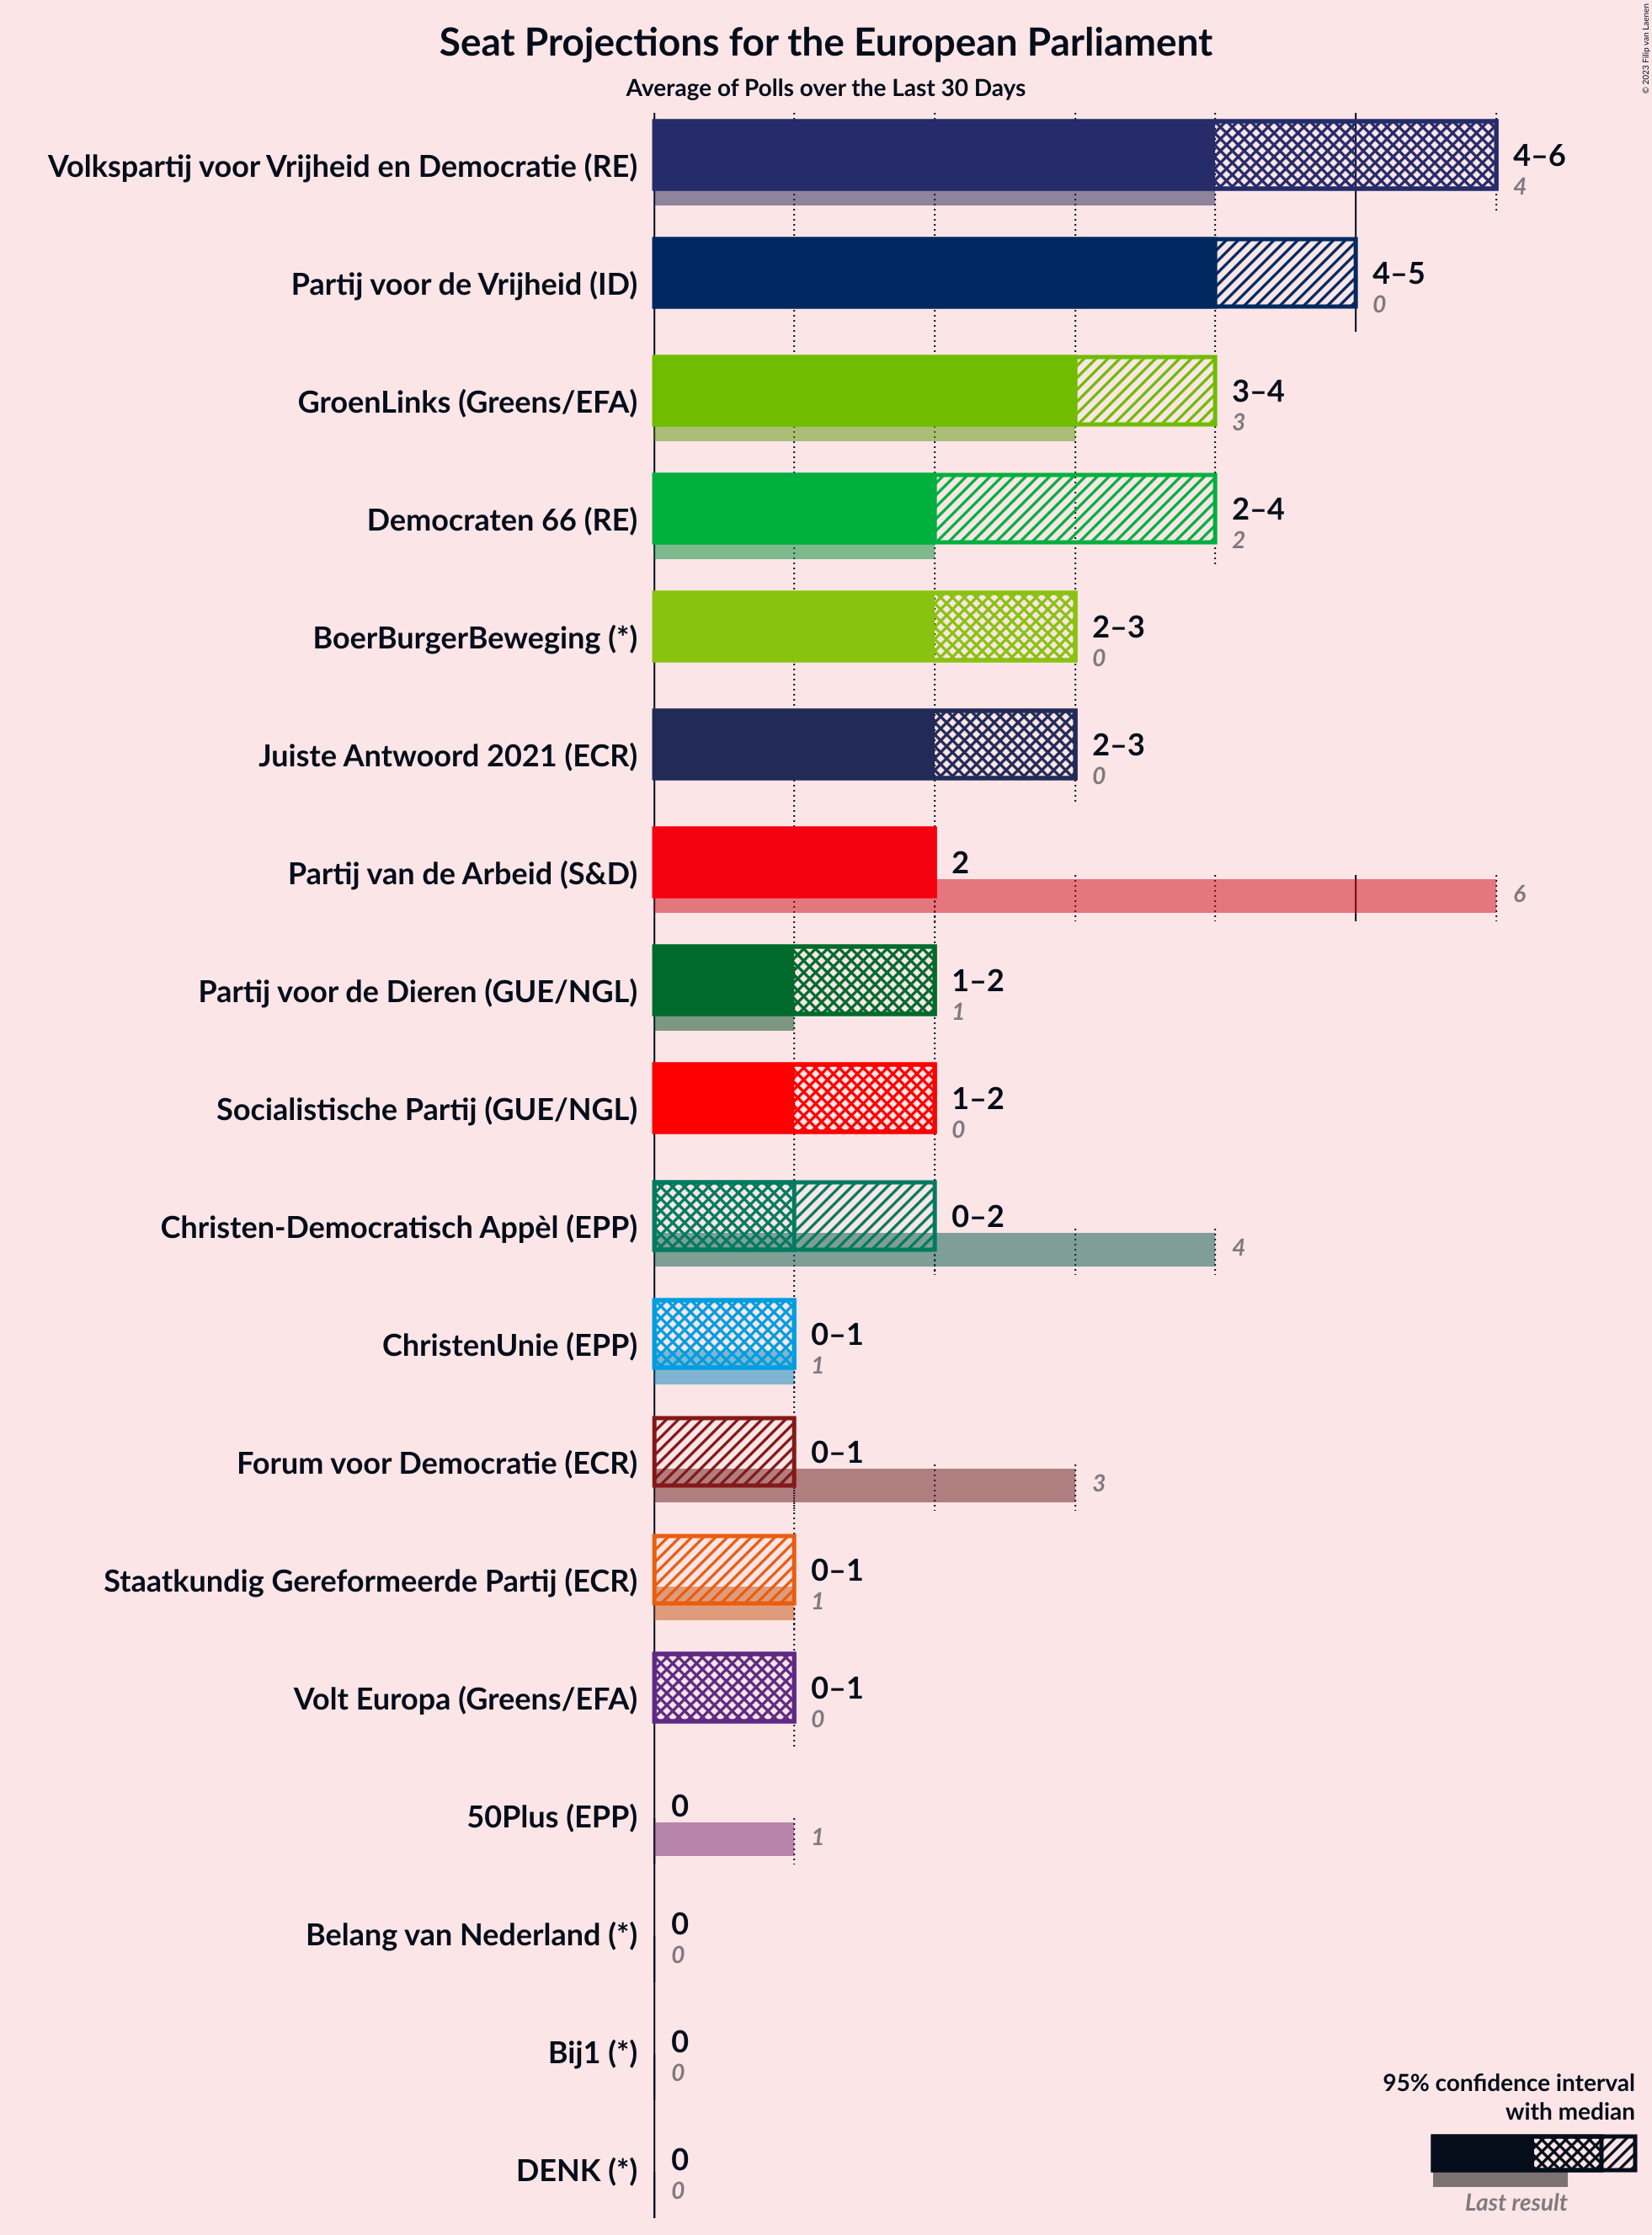 Seat Projections for the European Parliament
Average of Polls over the Last 30 Days
© 2023 Filip van Laenen
Volkspartij voor Vrijheid en Democratie (RE)
4–6
4
Partij voor de Vrijheid (ID)
4–5
0
GroenLinks (Greens/EFA)
3–4
3
Democraten 66 (RE)
2–4
2
BoerBurgerBeweging (*)
2–3
0
Juiste Antwoord 2021 (ECR)
2–3
0
Partij van de Arbeid (S&D)
2
6
Partij voor de Dieren (GUE/NGL)
1–2
1
Socialistische Partij (GUE/NGL)
1–2
0
Christen-Democratisch Appèl (EPP)
0–2
4
ChristenUnie (EPP)
0–1
1
Forum voor Democratie (ECR)
0–1
3
Staatkundig Gereformeerde Partij (ECR)
0–1
1
Volt Europa (Greens/EFA)
0–1
0
50Plus (EPP)
0
1
Belang van Nederland (*)
0
0
Bij1 (*)
0
0
DENK (*)
0
0
95% confidence interval
with median
Last result